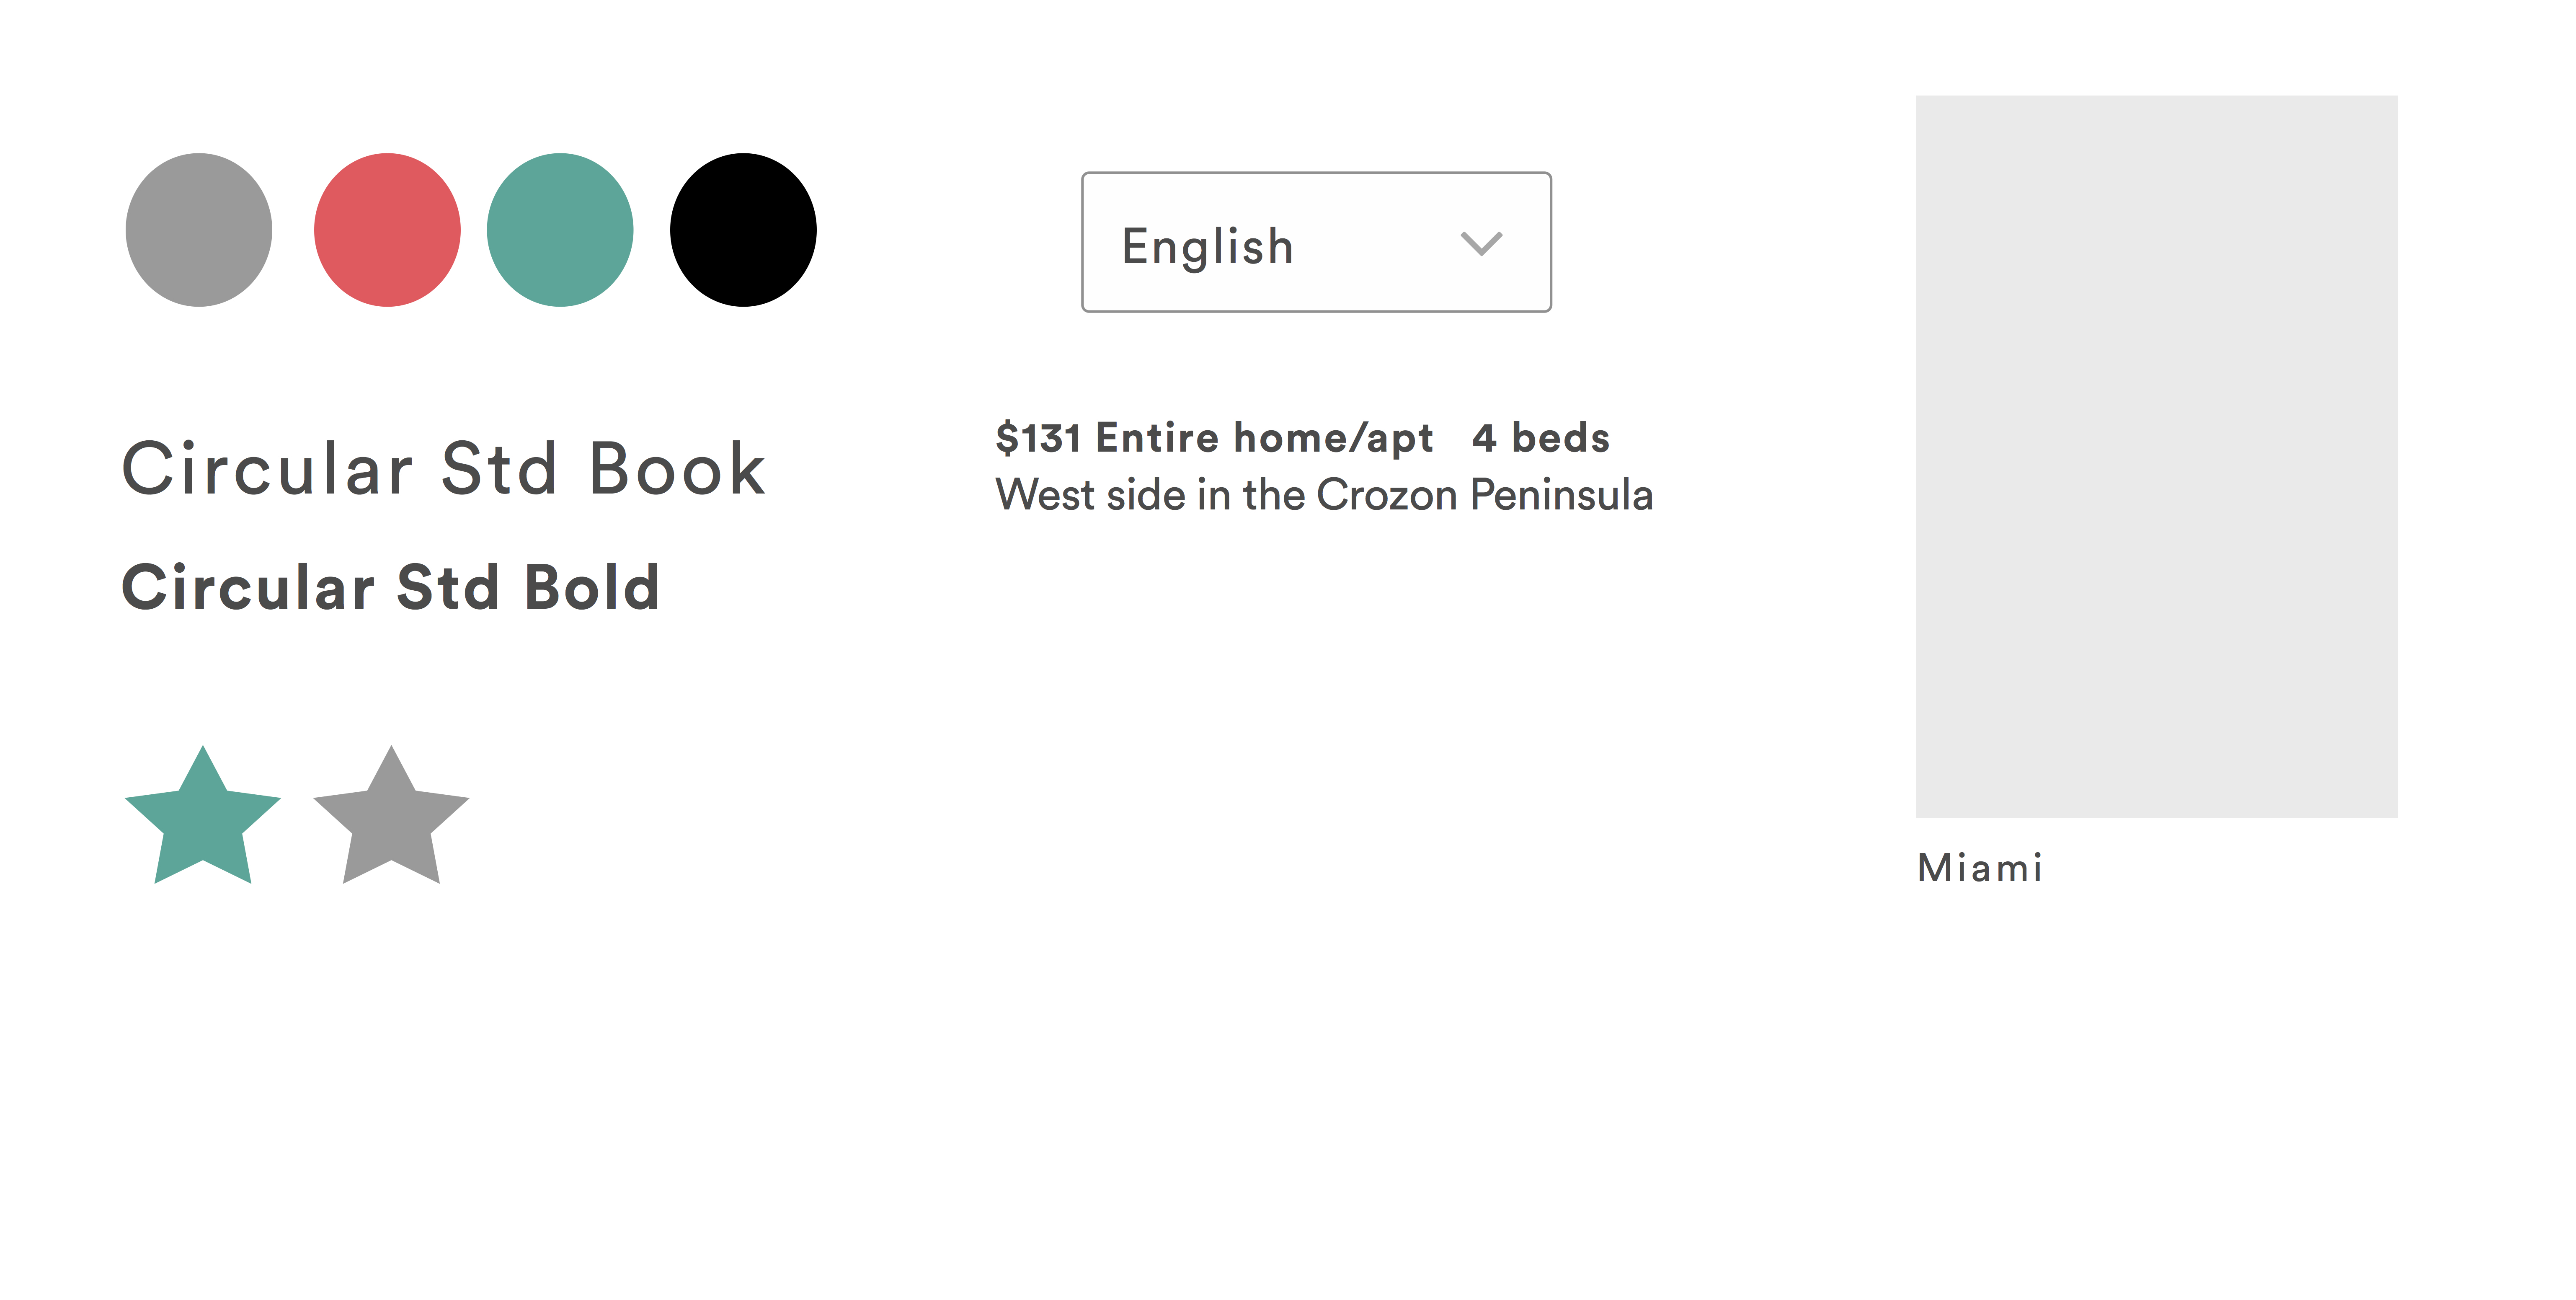 English
Circular Std Book
Circular Std Bold
$131 Entire home/apt 4 beds
West side in the Crozon Peninsula
Miami